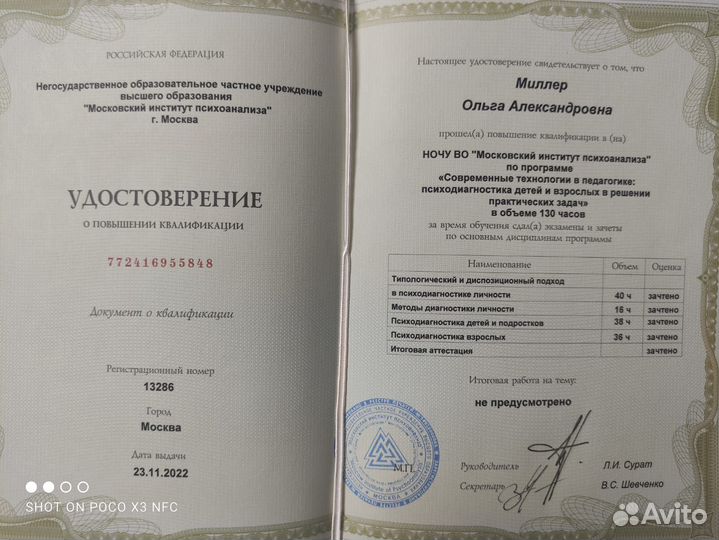 РОССИЙСКАЯ ФЕДЕРАЦИЯ
Негосударственное образовательное частное учреждение
высшего образования
"Московский институт психоанализа"
г. Москва
УДОСТОВЕРЕНИЕ
О ПОВЫШЕНИИ КВАЛИФИКАЦИИ
772416955848
Документ о квалификации
Регистрационный номер
13286
Город
Москва
Дата выдачи
23.11.2022
SHOT ON POCO X3 NFC
Настоящее удостоверение свидетельствует о том, что
Миллер
Ольга Александровна
прошел(а) повышение квалификации в (на)
НОЧУ ВО "Московский институт психоанализа"
по программе
«Современные технологии в педагогике:
психодиагностика детей и взрослых в решении
практических задач»
в объеме 130 часов
за время обучения сдал(а) экзамены и зачеты
по основным дисциплинам программы
Наименование Объем Оценка
Типологический и диспозиционный подход
в психодиагностике личности 40 ч зачтено
Методы диагностики личности 16 ч зачтено
Психодиагностика детей и подростков 38 ч зачтено
Психодиагностика взрослых 36 ч зачтено
Итоговая аттестация зачтено
Итоговая работа на тему:
не предусмотрено
М.П.
Руководитель Л.И. Сурат
Секретарь В.С. Шевченко
Avito